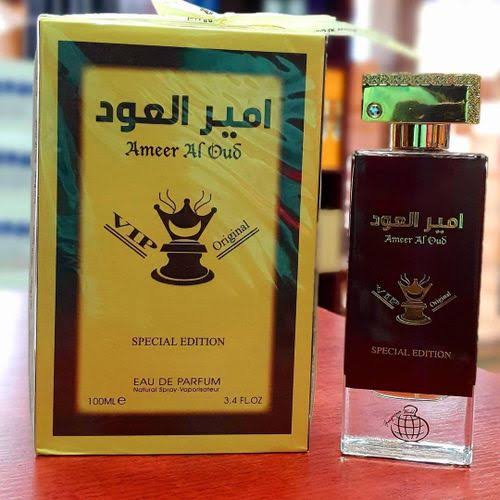 امير العود
Ameer Al Oud
VIP
Original
SPECIAL EDITION
EAU DE PARFUM
Natural Spray-Vaporisateur
100ML e
3.4 FL.OZ
امير العود
Ameer Al Oud
VIP
Original
SPECIAL EDITION